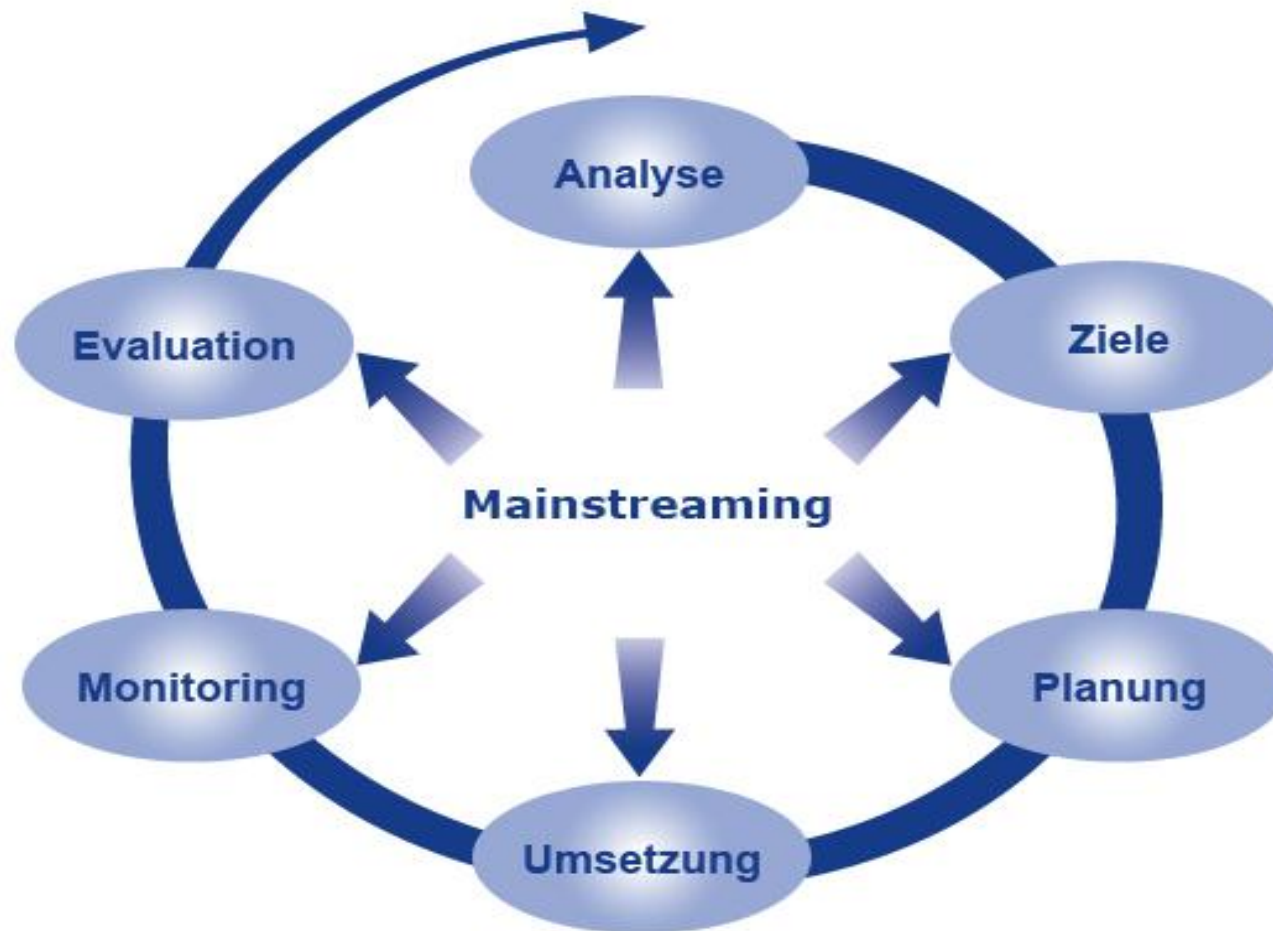 Analyse
Ziele
Planung
Umsetzung
Monitoring
Evaluation
Mainstreaming